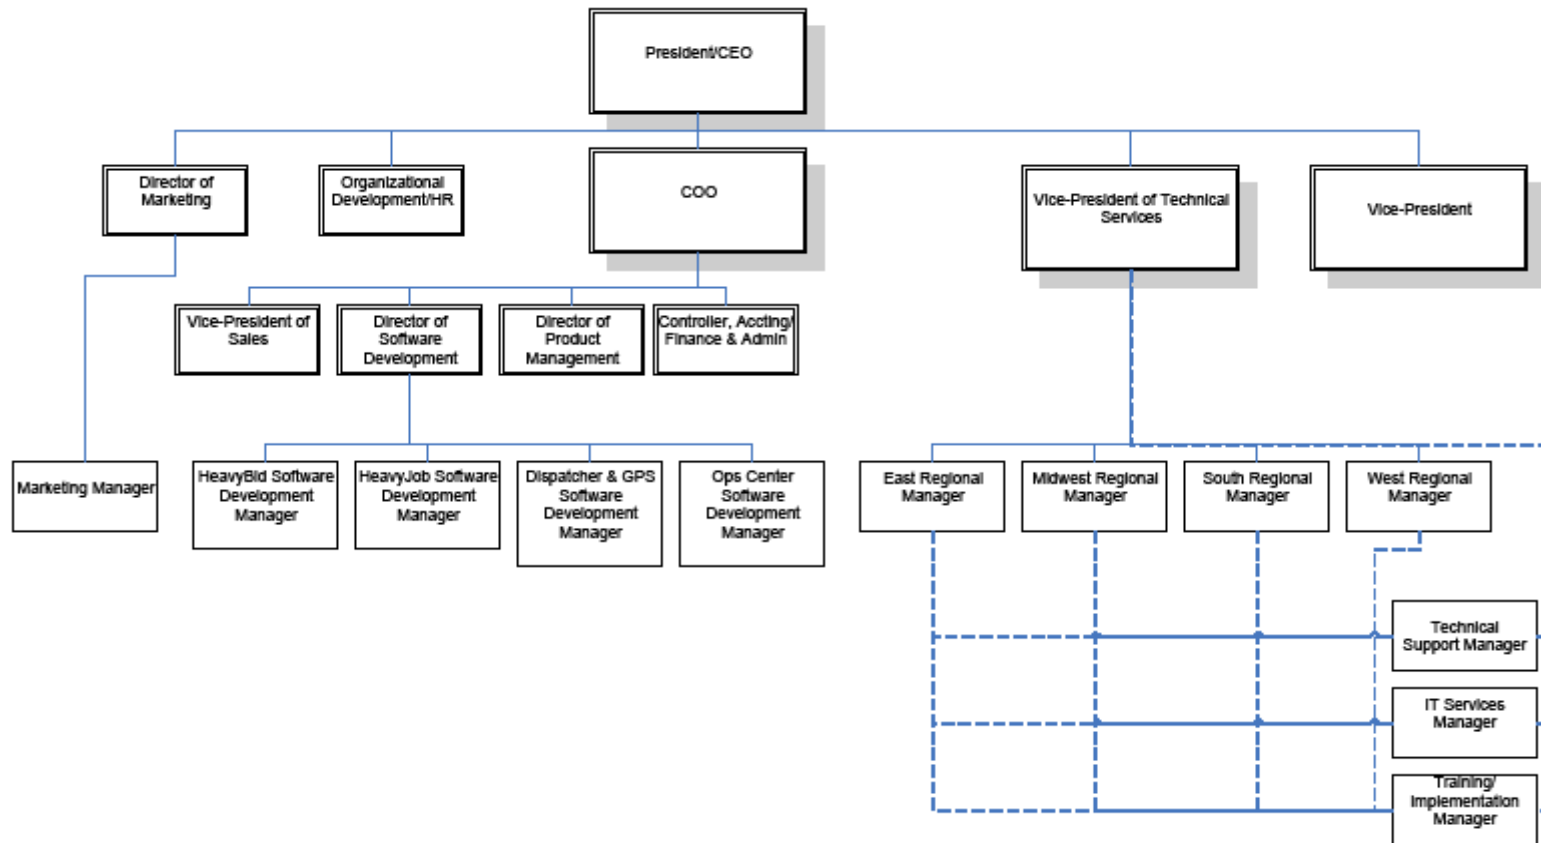 President/CEO
Director of
Marketing
Organizational
Development/HR
COO
Vice-President of Technical
Services
Vice-President
Vice-President of
Sales
Director of
Software
Development
Director of
Product
Management
Controller, Accting/
Finance & Admin
Marketing Manager
HeavyBid Software
Development
Manager
HeavyJob Software
Development
Manager
Dispatcher & GPS
Software
Development
Manager
Ops Center
Software
Development
Manager
East Regional
Manager
Midwest Regional
Manager
South Regional
Manager
West Regional
Manager
Technical
Support Manager
IT Services
Manager
Training/
Implementation
Manager